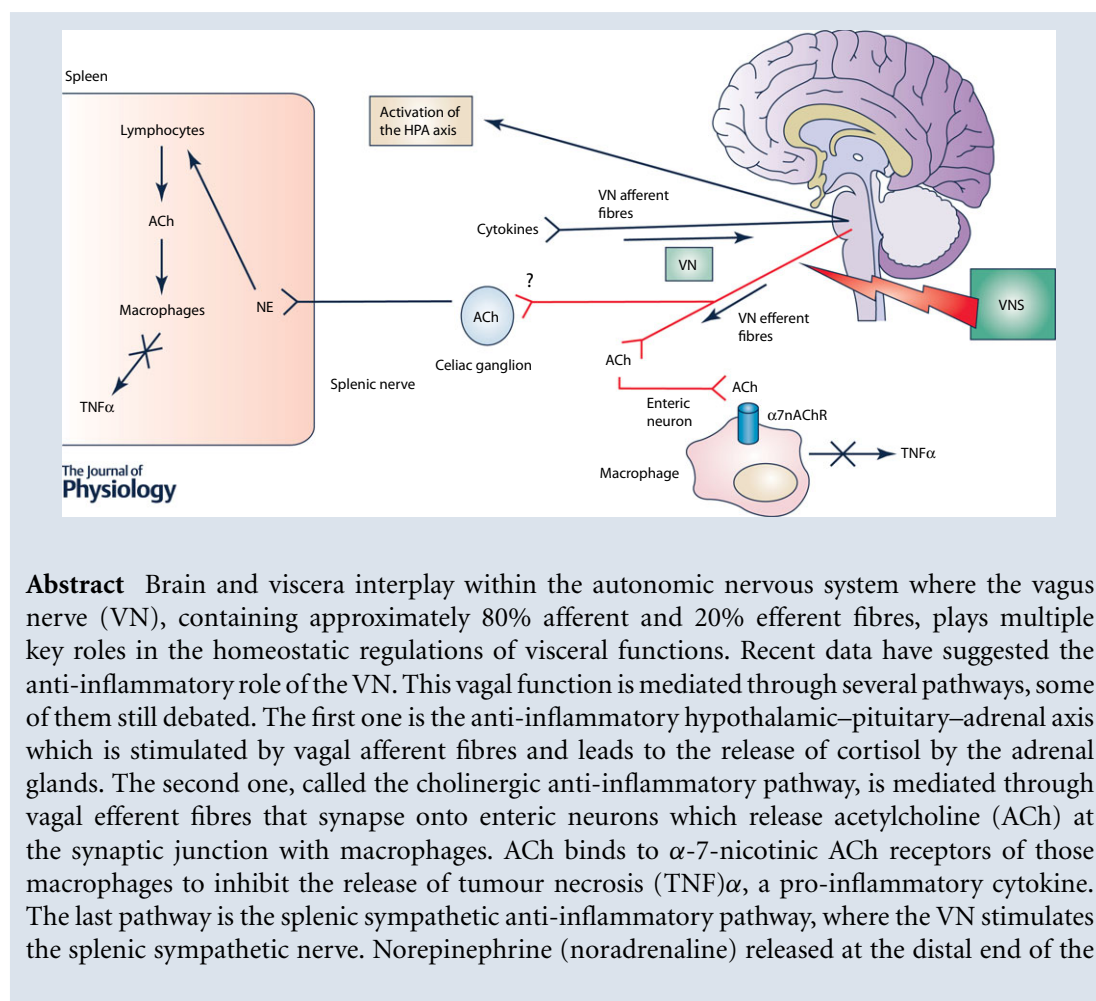 Spleen
Lymphocytes
ACh
Macrophages
TNFα
NE
Splenic nerve
Activation of
the HPA axis
VN afferent
fibres
Cytokines
VN
?
ACh
Celiac ganglion
VN efferent
fibres
VNS
ACh
ACh
Enteric
neuron
α7nAChR
Macrophage
TNFα
The Journal of
Physiology
Abstract Brain and viscera interplay within the autonomic nervous system where the vagus
nerve (VN), containing approximately 80% afferent and 20% efferent fibres, plays multiple
key roles in the homeostatic regulations of visceral functions. Recent data have suggested the
anti-inflammatory role of the VN. This vagal function is mediated through several pathways, some
of them still debated. The first one is the anti-inflammatory hypothalamic–pituitary–adrenal axis
which is stimulated by vagal afferent fibres and leads to the release of cortisol by the adrenal
glands. The second one, called the cholinergic anti-inflammatory pathway, is mediated through
vagal efferent fibres that synapse onto enteric neurons which release acetylcholine (ACh) at
the synaptic junction with macrophages. ACh binds to α-7-nicotinic ACh receptors of those
macrophages to inhibit the release of tumour necrosis (TNF)α, a pro-inflammatory cytokine.
The last pathway is the splenic sympathetic anti-inflammatory pathway, where the VN stimulates
the splenic sympathetic nerve. Norepinephrine (noradrenaline) released at the distal end of the